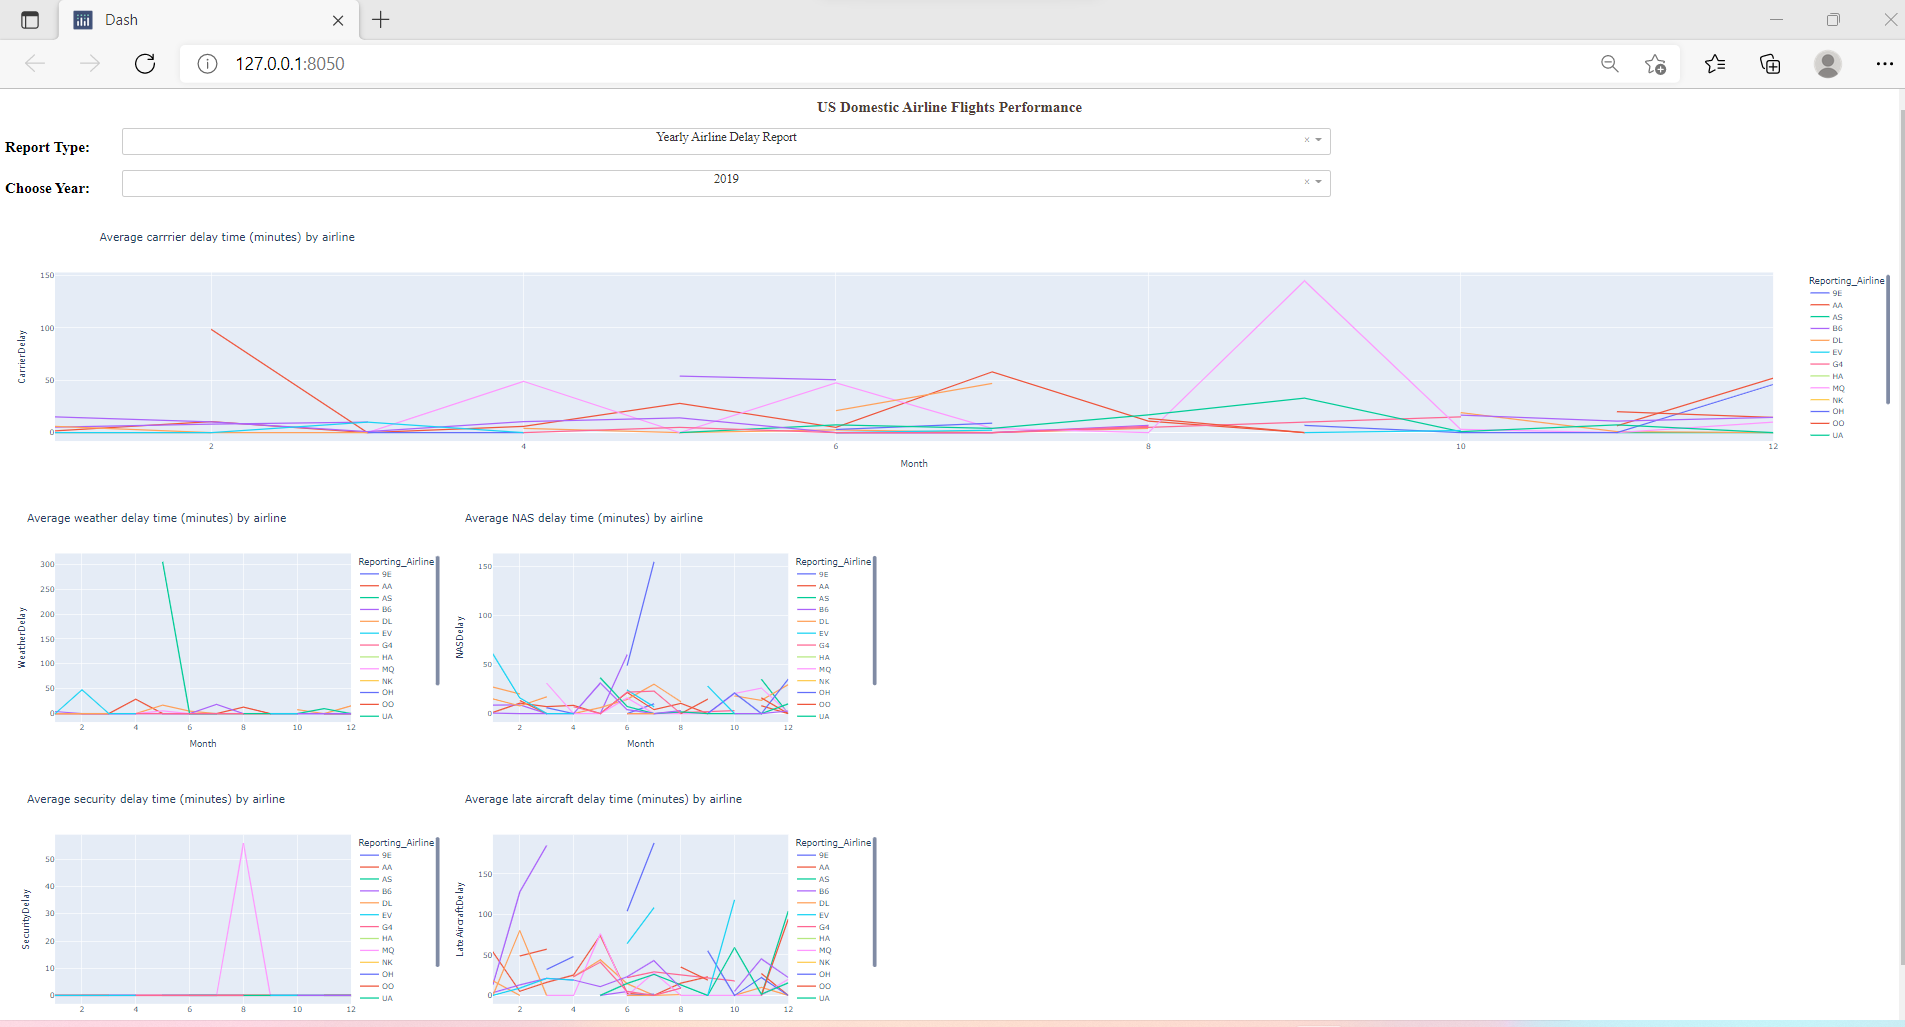 Dash
127.0.0.1:8050
US Domestic Airline Flights Performance
Report Type:
Yearly Airline Delay Report
Choose Year:
2019
Average carrrier delay time (minutes) by airline
CarrierDelay
150
100
50
0
2
4
6
8
10
12
Month
Reporting_Airline
9E
AA
AS
B6
DL
EV
G4
HA
MQ
NK
OH
OO
UA
Average weather delay time (minutes) by airline
WeatherDelay
300
250
200
150
100
50
0
2
4
6
8
10
12
Month
Reporting_Airline
9E
AA
AS
B6
DL
EV
G4
HA
MQ
NK
OH
OO
UA
Average NAS delay time (minutes) by airline
NASDelay
150
100
50
0
2
4
6
8
10
12
Month
Reporting_Airline
9E
AA
AS
B6
DL
EV
G4
HA
MQ
NK
OH
OO
UA
Average security delay time (minutes) by airline
SecurityDelay
50
40
30
20
10
0
2
4
6
8
10
12
Reporting_Airline
9E
AA
AS
B6
DL
EV
G4
HA
MQ
NK
OH
OO
UA
Average late aircraft delay time (minutes) by airline
LateAircraftDelay
150
100
50
0
2
4
6
8
10
12
Reporting_Airline
9E
AA
AS
B6
DL
EV
G4
HA
MQ
NK
OH
OO
UA